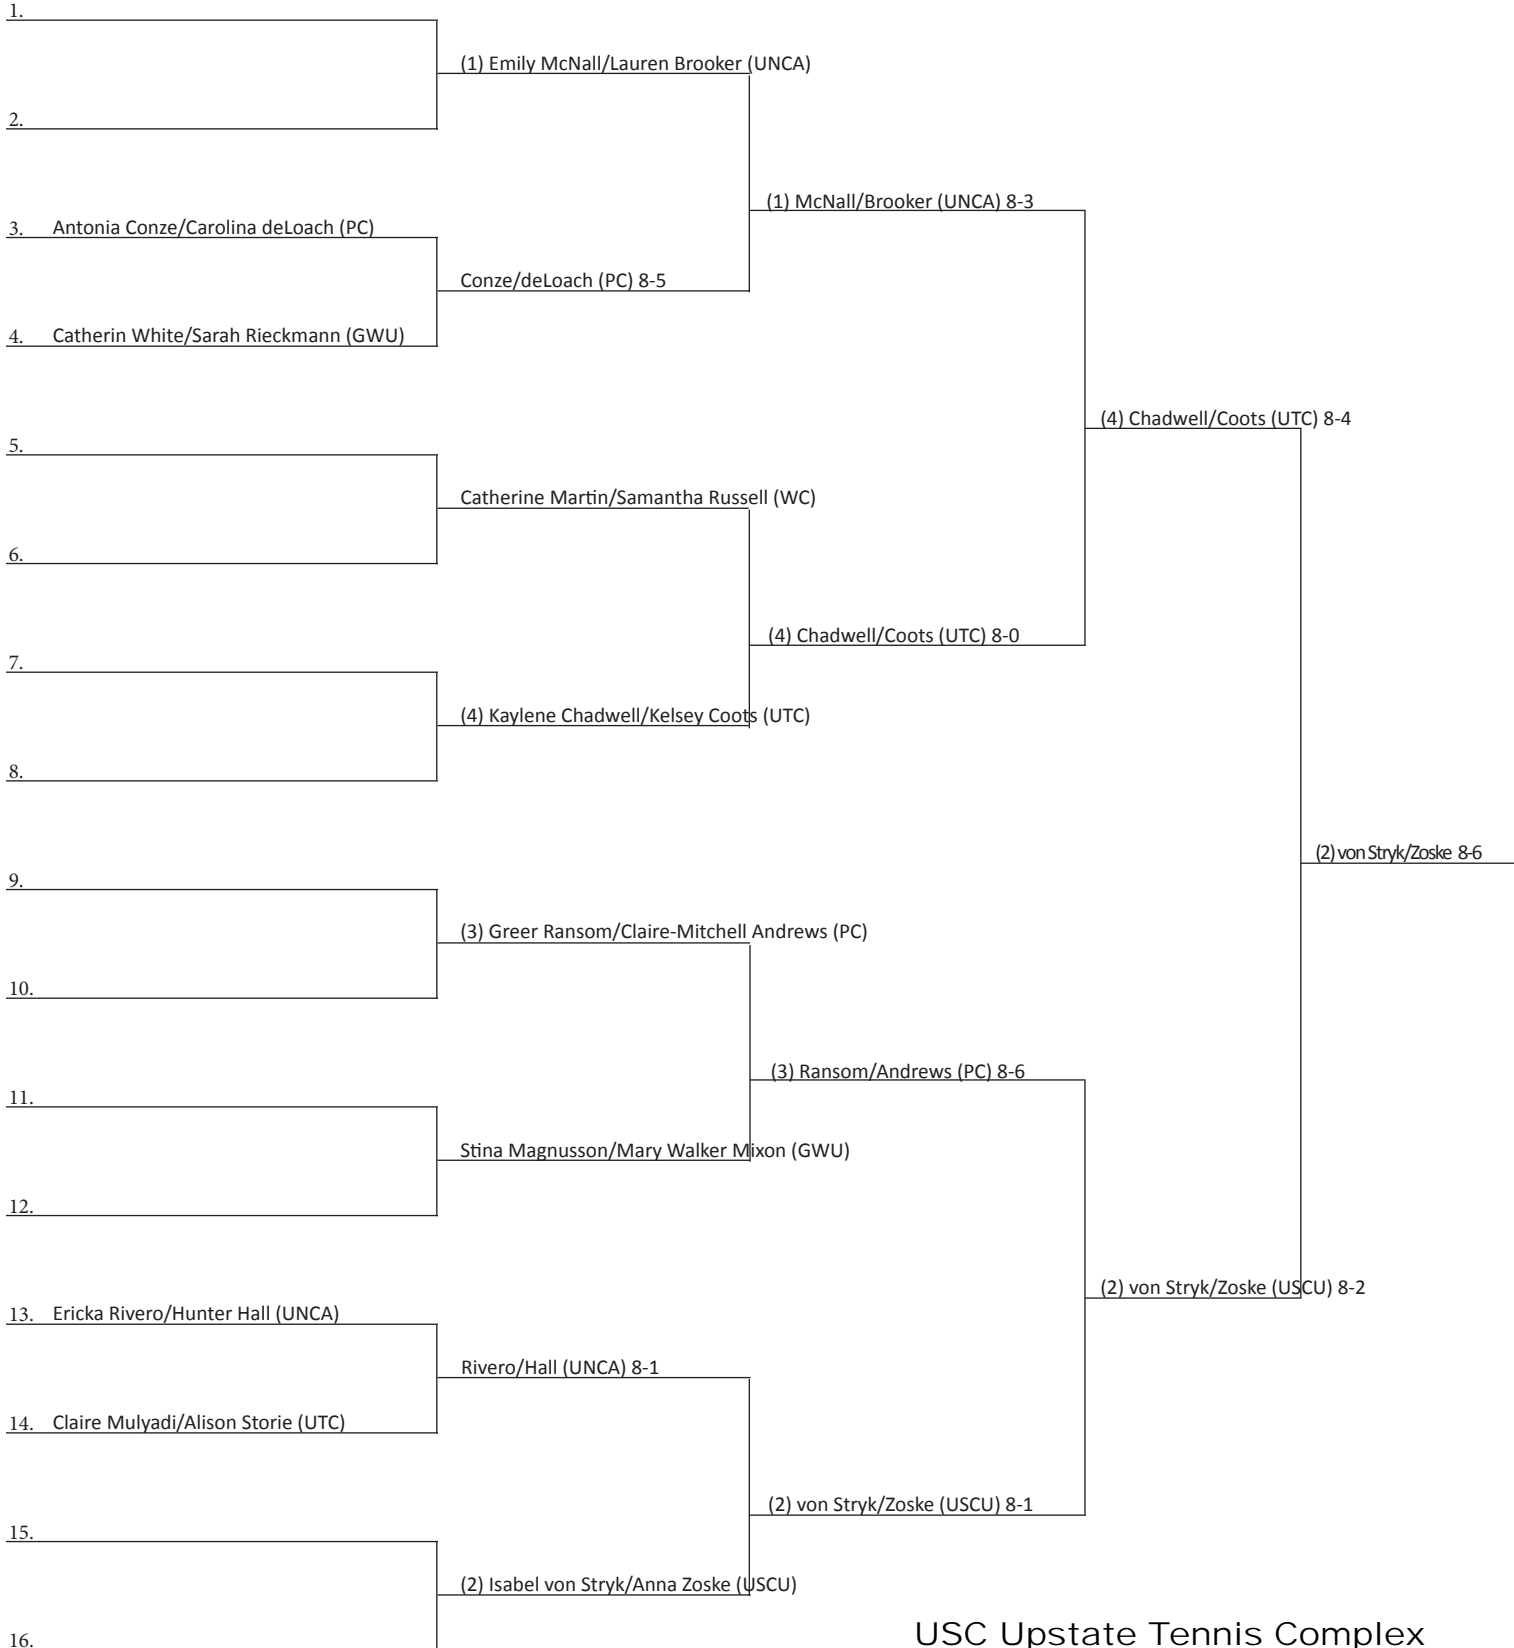 1.
(1) Emily McNall/Lauren Brooker (UNCA)
2.
(1) McNall/Brooker (UNCA) 8-3
3. Antonia Conze/Carolina deLoach (PC)
Conze/deLoach (PC) 8-5
4. Catherin White/Sarah Rieckmann (GWU)
(4) Chadwell/Coots (UTC) 8-4
5.
Catherine Martin/Samantha Russell (WC)
6.
(4) Chadwell/Coots (UTC) 8-0
7.
(4) Kaylene Chadwell/Kelsey Coots (UTC)
8.
(2) von Stryk/Zoske 8-6
9.
(3) Greer Ransom/Claire-Mitchell Andrews (PC)
10.
(3) Ransom/Andrews (PC) 8-6
11.
Stina Magnusson/Mary Walker Mixon (GWU)
12.
(2) von Stryk/Zoske (USCU) 8-2
13. Ericka Rivero/Hunter Hall (UNCA)
Rivero/Hall (UNCA) 8-1
14. Claire Mulyadi/Alison Storie (UTC)
(2) von Stryk/Zoske (USCU) 8-1
15.
(2) Isabel von Stryk/Anna Zoske (USCU)
16.
USC Upstate Tennis Complex